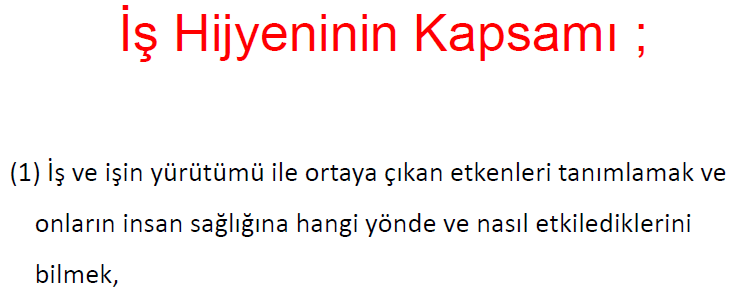 İş Hijyeninin Kapsamı ;
(1) İş ve işin yürütümü ile ortaya çıkan etkenleri tanımlamak ve
onların insan sağlığına hangi yönde ve nasıl etkilediklerini
bilmek,